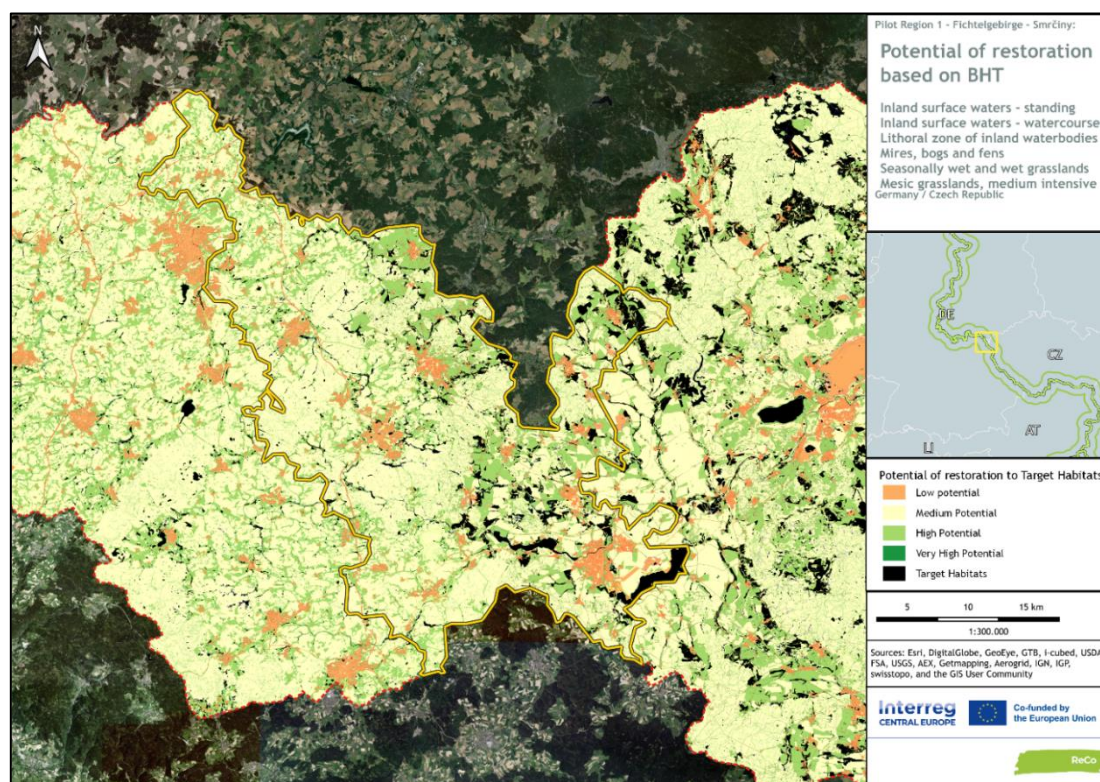 N
Pilot Region 1 - Fichtelgebirge - Smrčiny:
Potential of restoration
based on BHT
Inland surface waters - standing
Inland surface waters - watercourse
Lithoral zone of inland waterbodies
Mires, bogs and fens
Seasonally wet and wet grasslands
Mesic grasslands, medium intensive
Germany / Czech Republic
DE
CZ
AT
LI
Potential of restoration to Target Habitats
Low potential
Medium Potential
High Potential
Very High Potential
Target Habitats
5 10 15 km
1:300.000
Sources: Esri, DigitalGlobe, GeoEye, GTB, i-cubed, USDA
FSA, USGS, AEX, Getmapping, Aerogrid, IGN, IGP,
swisstopo, and the GIS User Community
Interreg
CENTRAL EUROPE
Co-funded by
the European Union
ReCo